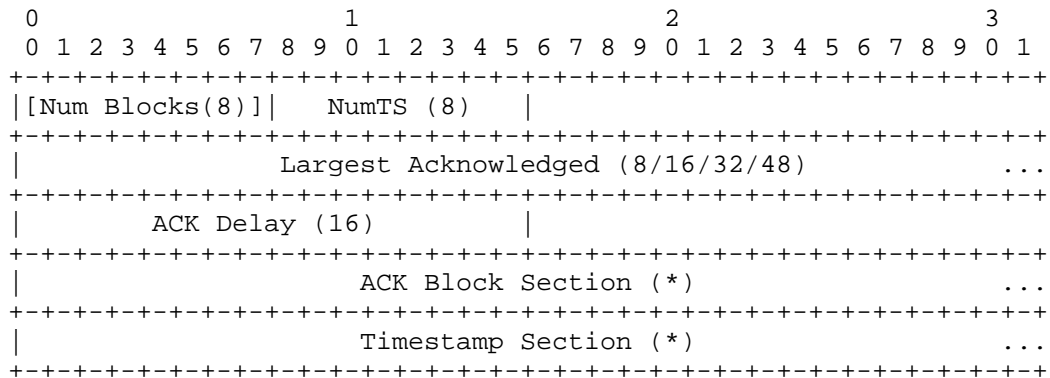 0                   1                   2                   3
 0 1 2 3 4 5 6 7 8 9 0 1 2 3 4 5 6 7 8 9 0 1 2 3 4 5 6 7 8 9 0 1
+-+-+-+-+-+-+-+-+-+-+-+-+-+-+-+-+-+-+-+-+-+-+-+-+-+-+-+-+-+-+-+-+
|[Num Blocks(8)]|   NumTS (8)   |
+-+-+-+-+-+-+-+-+-+-+-+-+-+-+-+-+-+-+-+-+-+-+-+-+-+-+-+-+-+-+-+-+
|                Largest Acknowledged (8/16/32/48)            ...
+-+-+-+-+-+-+-+-+-+-+-+-+-+-+-+-+-+-+-+-+-+-+-+-+-+-+-+-+-+-+-+-+
|        ACK Delay (16)         |
+-+-+-+-+-+-+-+-+-+-+-+-+-+-+-+-+-+-+-+-+-+-+-+-+-+-+-+-+-+-+-+-+
|                     ACK Block Section (*)                   ...
+-+-+-+-+-+-+-+-+-+-+-+-+-+-+-+-+-+-+-+-+-+-+-+-+-+-+-+-+-+-+-+-+
|                     Timestamp Section (*)                   ...
+-+-+-+-+-+-+-+-+-+-+-+-+-+-+-+-+-+-+-+-+-+-+-+-+-+-+-+-+-+-+-+-+